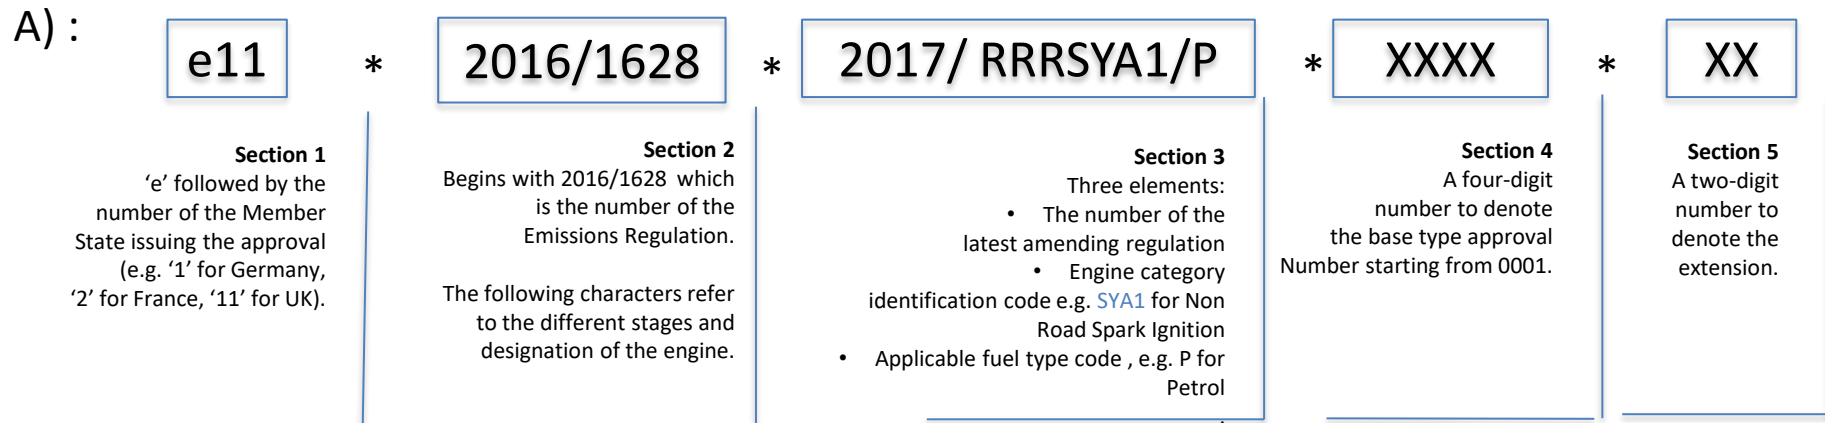 A) :
e11 * 2016/1628 * 2017/ RRRSYA1/P * XXXX * XX
Section 1
‘e’ followed by the
number of the Member
State issuing the approval
(e.g. ‘1’ for Germany,
‘2’ for France, ‘11’ for UK).
Section 2
Begins with 2016/1628 which
is the number of the
Emissions Regulation.
The following characters refer
to the different stages and
designation of the engine.
Section 3
Three elements:
• The number of the
latest amending regulation
• Engine category
identification code e.g. SYA1 for Non
Road Spark Ignition
• Applicable fuel type code , e.g. P for
Petrol
Section 4
A four-digit
number to denote
the base type approval
Number starting from 0001.
Section 5
A two-digit
number to
denote the
extension.